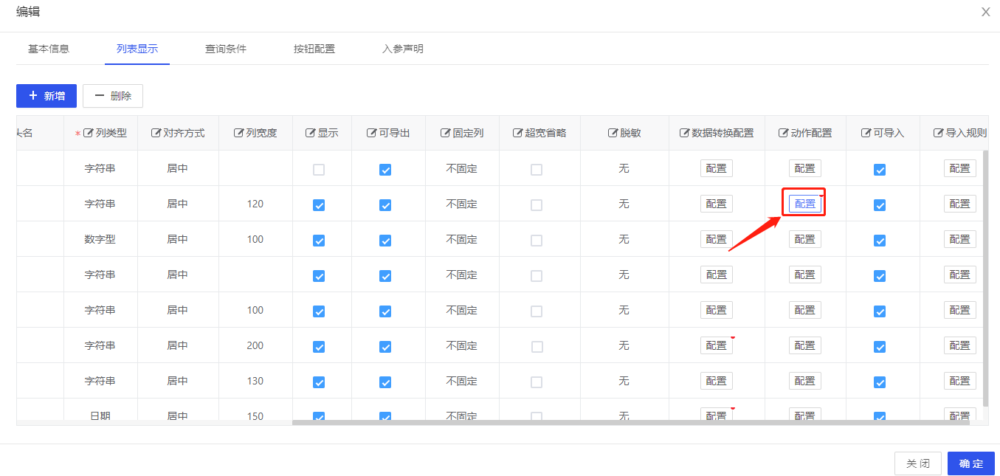 编辑
X
基本信息 列表显示 查询条件 按钮配置 入参声明
+ 新增 — 删除
头名 * 列类型 对齐方式 列宽度 显示 可导出 固定列 超宽省略 脱敏 数据转换配置 动作配置 可导入 导入规则
字符串 居中 不固定 无 配置 配置 配置
字符串 居中 120 不固定 无 配置 配置 配置
数字型 居中 100 不固定 无 配置 配置 配置
字符串 居中 不固定 无 配置 配置 配置
字符串 居中 100 不固定 无 配置 配置 配置
字符串 居中 200 不固定 无 配置 配置 配置
字符串 居中 130 不固定 无 配置 配置 配置
日期 居中 150 不固定 无 配置 配置 配置
关闭 确定